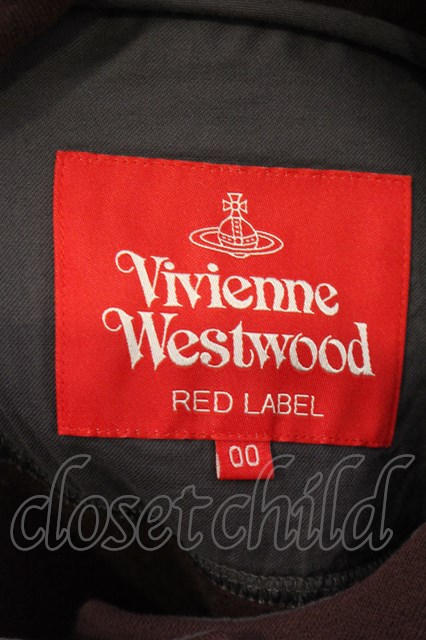 Vivienne
Westwood
RED LABEL
00
closet child